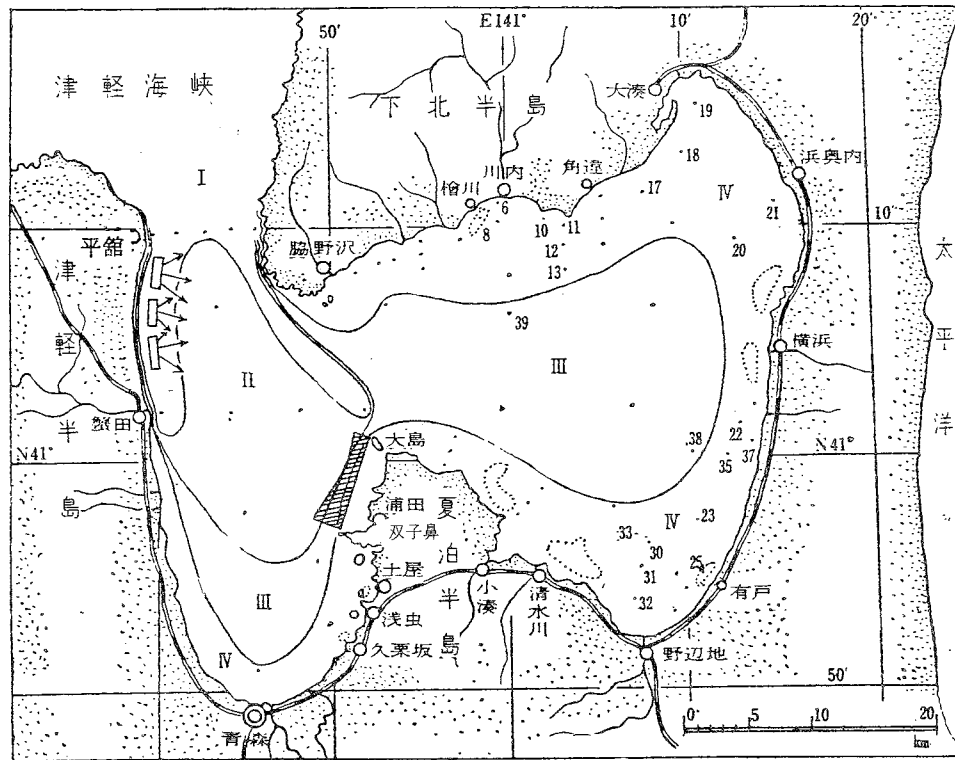 50′
E 141°
10′
20′
津軽海峡
下北半島
大湊
19
18
I
川内
角違
浜奥内
桧川
17
IV
6
21
10′
8
10
11
平舘
脇野沢
12
20
太平洋
13
津軽半島
39
横浜
II
III
蟹田
38
22
大島
N 41°
37
N 41°
35
浦田
夏泊半島
双子鼻
23
33
IV
30
25
土屋
31
小湊
清水川
有戸
III
32
浅虫
久栗坂
IV
野辺地
50′
青森
0
5
10
20
km